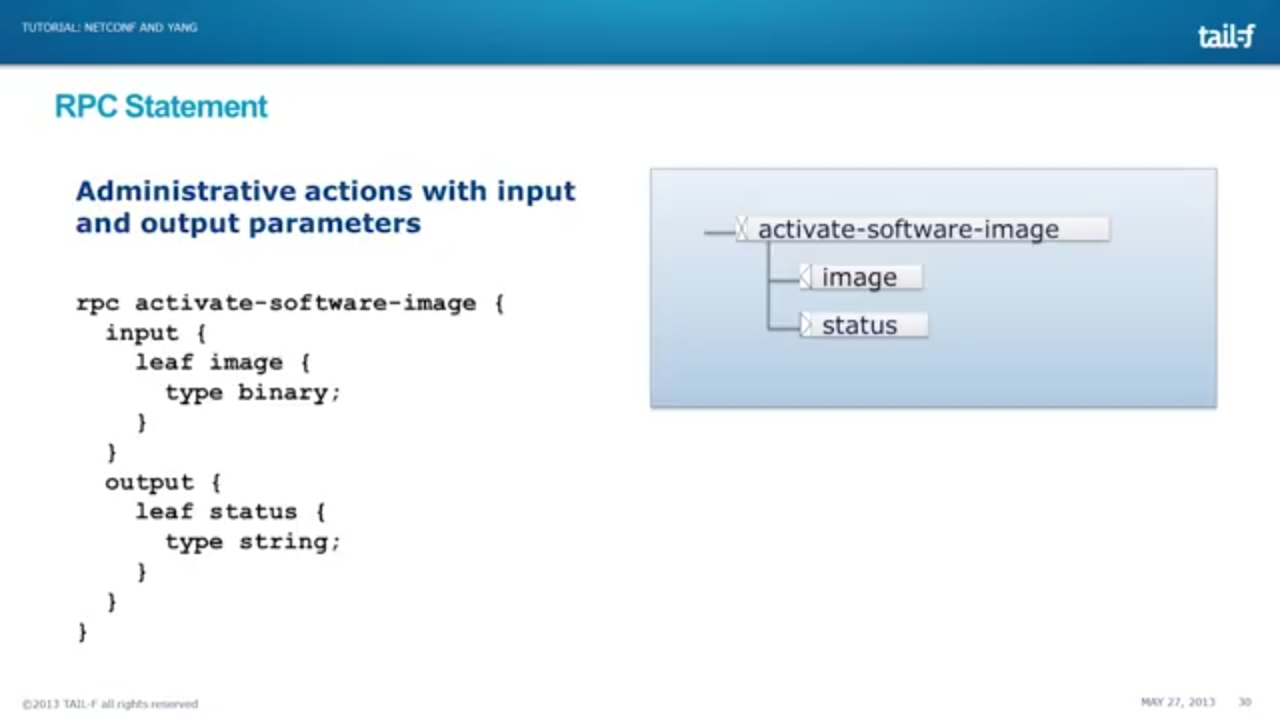 TUTORIAL: NETCONF AND YANG
tail-f
RPC Statement
Administrative actions with input
and output parameters
rpc activate-software-image {
  input {
    leaf image {
      type binary;
    }
  }
  output {
    leaf status {
      type string;
    }
  }
}
activate-software-image
image
status
©2013 TAIL-F all rights reserved
MAY 27, 2013 30